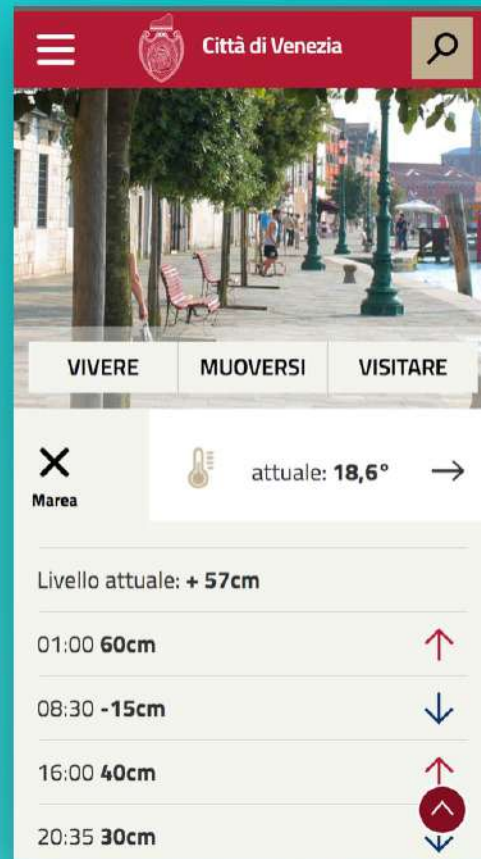 Città di Venezia
VIVERE MUOVERSI VISITARE
Marea
attuale: 18,6°
Livello attuale: + 57cm
01:00 60cm
08:30 -15cm
16:00 40cm
20:35 30cm